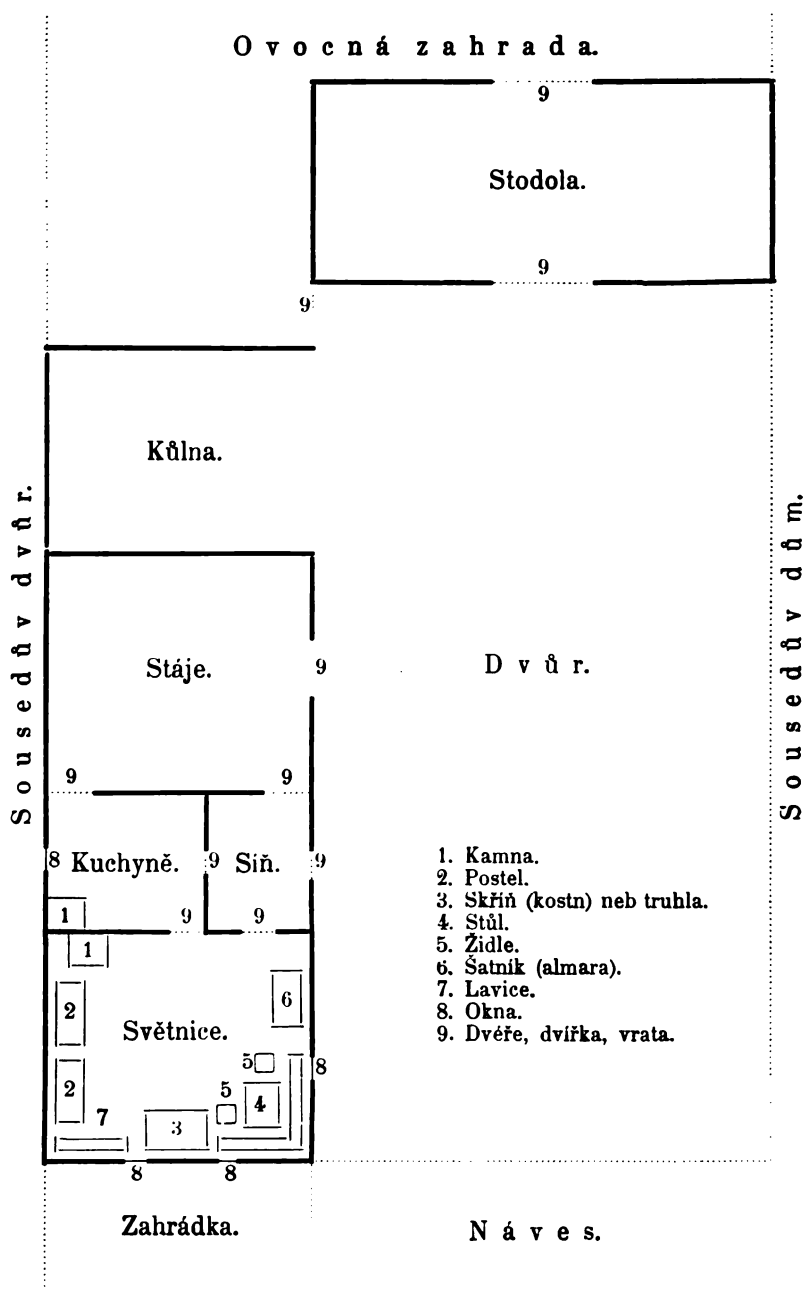 Ovocná zahrada.
9
Stodola.
9
9
Kůlna.
Sousedův dvůr.
Sousedův dům.
Stáje.
9
Dvůr.
9
9
8
Kuchyně.
9
Síň.
9
1
9
9
1
1. Kamna.
2. Postel.
3. Skříň (kostn) neb truhla.
4. Stůl.
5. Židle.
6. Šatník (almara).
7. Lavice.
8. Okna.
9. Dvéře, dvířka, vrata.
2
6
Světnice.
5
8
2
5
4
7
3
8
8
Zahrádka.
Náves.